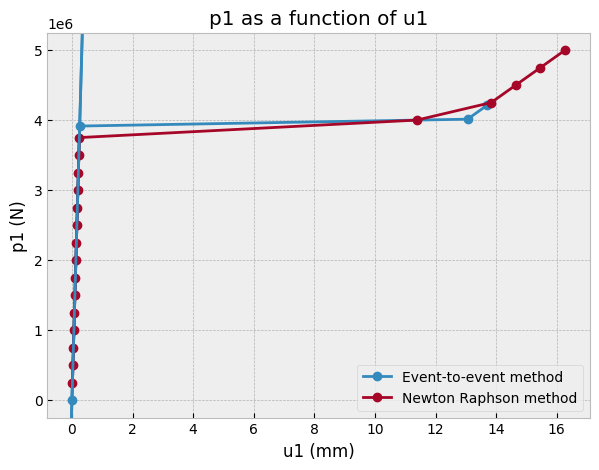 p1 as a function of u1
1e6
5
4
3
2
1
0
p1 (N)
0 2 4 6 8 10 12 14 16
u1 (mm)
Event-to-event method
Newton Raphson method